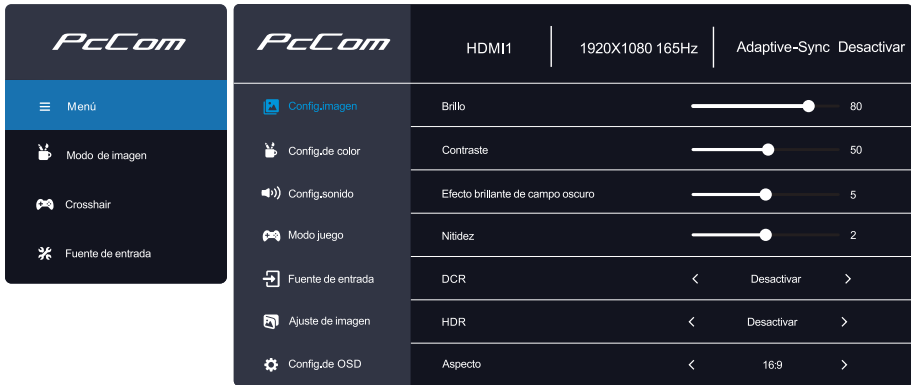 PcCom
Menú
Modo de imagen
Crosshair
Fuente de entrada
PcCom
HDMI1
1920X1080 165Hz
Adaptive-Sync Desactivar
Config.imagen
Config.de color
Config.sonido
Modo juego
Fuente de entrada
Ajuste de imagen
Config.de OSD
Brillo 80
Contraste 50
Efecto brillante de campo oscuro 5
Nitidez 2
DCR < Desactivar >
HDR < Desactivar >
Aspecto < 16:9 >